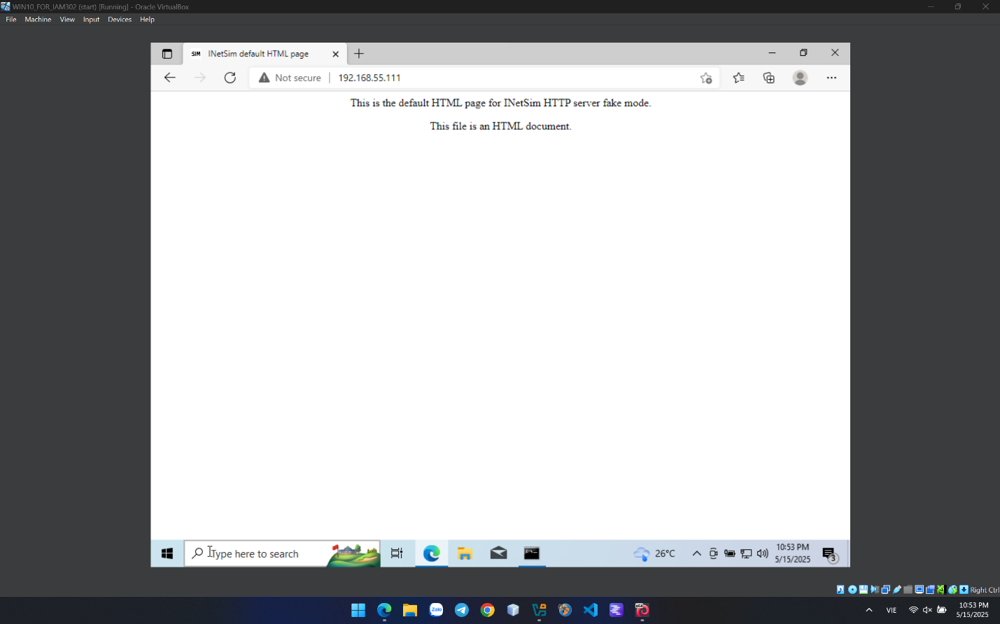 WIN10_FOR_IAM302 (start) [Running] - Oracle VirtualBox
File Machine View Input Devices Help
SIM INetSim default HTML page
Not secure 192.168.55.111
This is the default HTML page for INetSim HTTP server fake mode.
This file is an HTML document.
Type here to search
26°C
10:53 PM
5/15/2025
3
Right Ctrl
Zalo
VIE
10:53 PM
5/15/2025